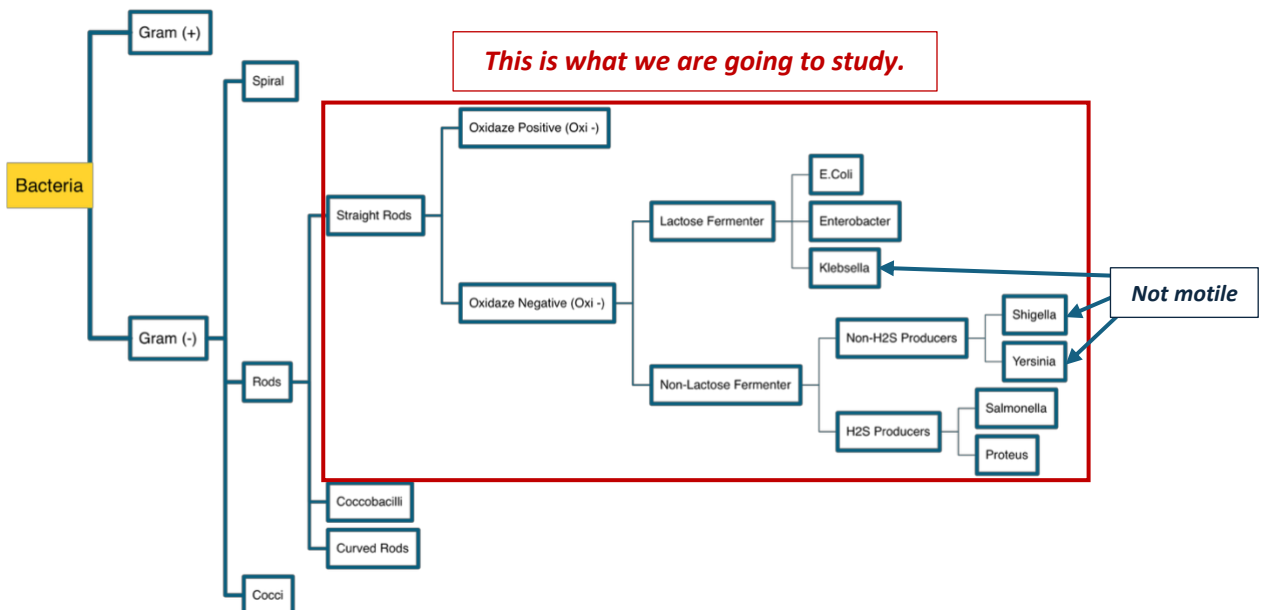 Gram (+)
This is what we are going to study.
Spiral
Oxidaze Positive (Oxi -)
Bacteria
E.Coli
Straight Rods
Lactose Fermenter
Enterobacter
Klebsella
Not motile
Oxidaze Negative (Oxi -)
Shigella
Gram (-)
Non-H2S Producers
Yersinia
Rods
Non-Lactose Fermenter
Salmonella
H2S Producers
Proteus
Coccobacilli
Curved Rods
Cocci